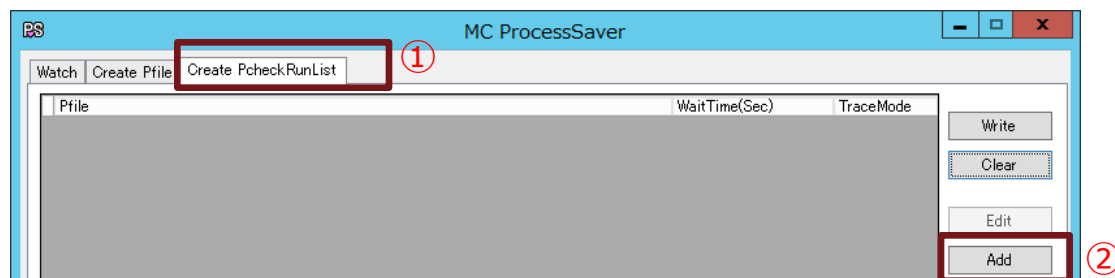 PS MC ProcessSaver
①
Watch Create Pfile Create PcheckRunList
Pfile WaitTime(Sec) TraceMode
Write
Clear
Edit
Add ②